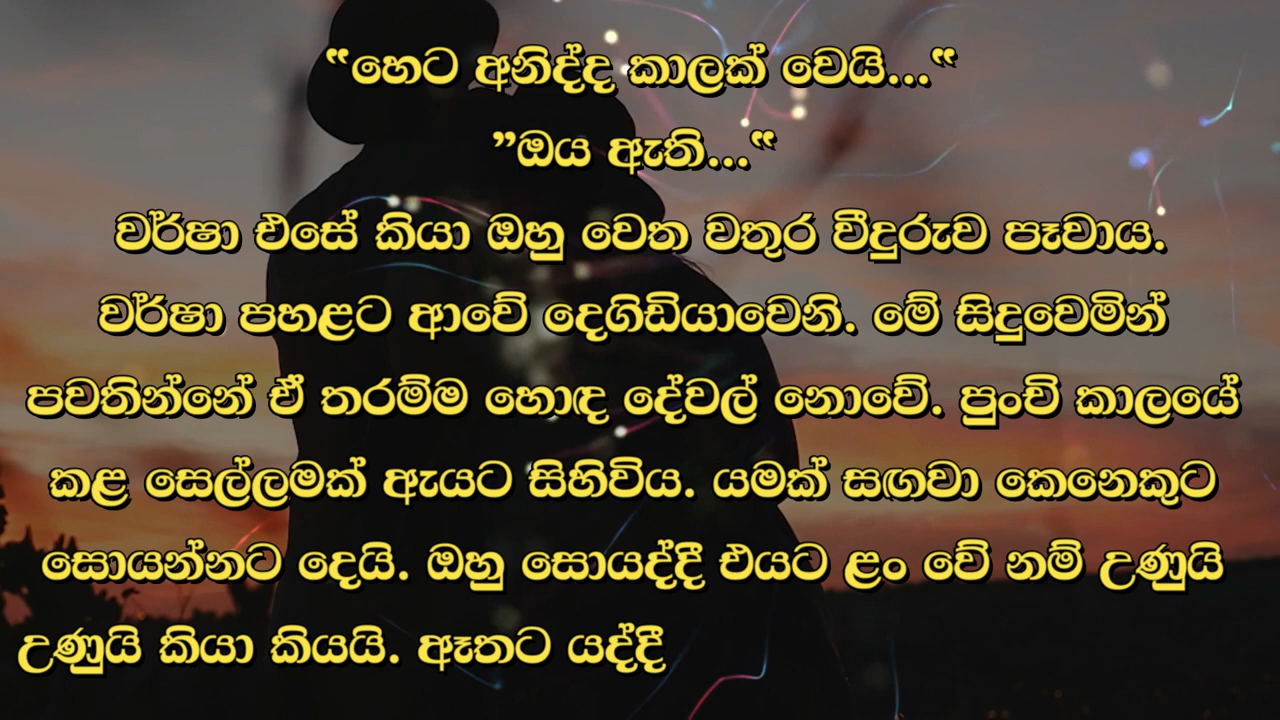 “හෙට අනිද්ද කාලක් වෙයි...“
”ඔය ඇති...“
වර්ෂා එසේ කියා ඔහු වෙත වතුර වීදුරුව පෑවාය.
වර්ෂා පහළට ආවේ දෙගිඩියාවෙනි. මේ සිදුවෙමින්
පවතින්නේ ඒ තරම්ම හොඳ දේවල් නොවේ. පුංචි කාලයේ
කළ සෙල්ලමක් ඇයට සිහිවිය. යමක් සඟවා කෙනෙකුට
සොයන්නට දෙයි. ඔහු සොයද්දී එයට ළං වේ නම් උණුයි
උණුයි කියා කියයි. ඈතට යද්දී